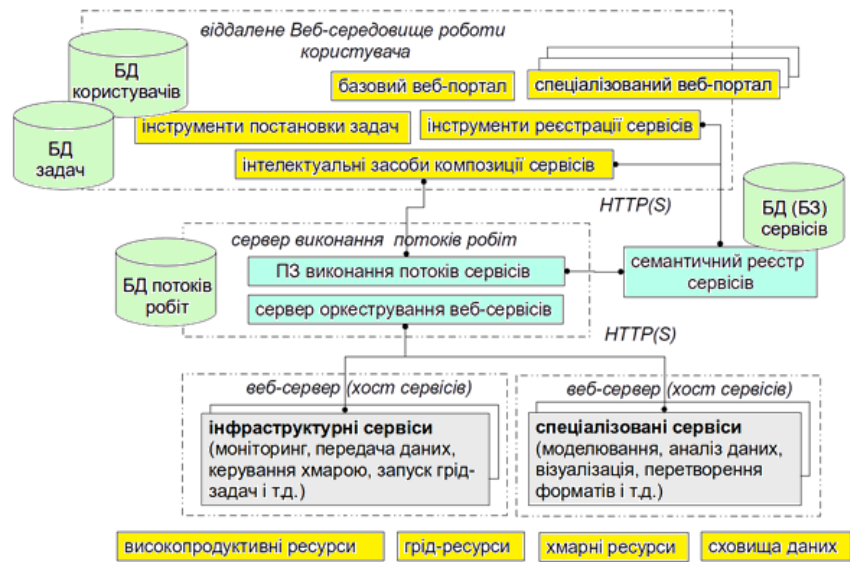 віддалене Веб-середовище роботи
користувача
БД
користувачів
базовий веб-портал
спеціалізований веб-портал
БД
задач
інструменти постановки задач
інструменти реєстрації сервісів
інтелектуальні засоби композиції сервісів
HTTP(S)
БД (БЗ)
сервісів
сервер виконання потоків робіт
БД потоків
робіт
ПЗ виконання потоків сервісів
семантичний реєстр
сервісів
сервер оркестрування веб-сервісів
HTTP(S)
веб-сервер (хост сервісів)
інфраструктурні сервіси
(моніторинг, передача даних,
керування хмарою, запуск грід-
задач і т.д.)
веб-сервер (хост сервісів)
спеціалізовані сервіси
(моделювання, аналіз даних,
візуалізація, перетворення
форматів і т.д.)
високопродуктивні ресурси
грід-ресурси
хмарні ресурси
сховища даних